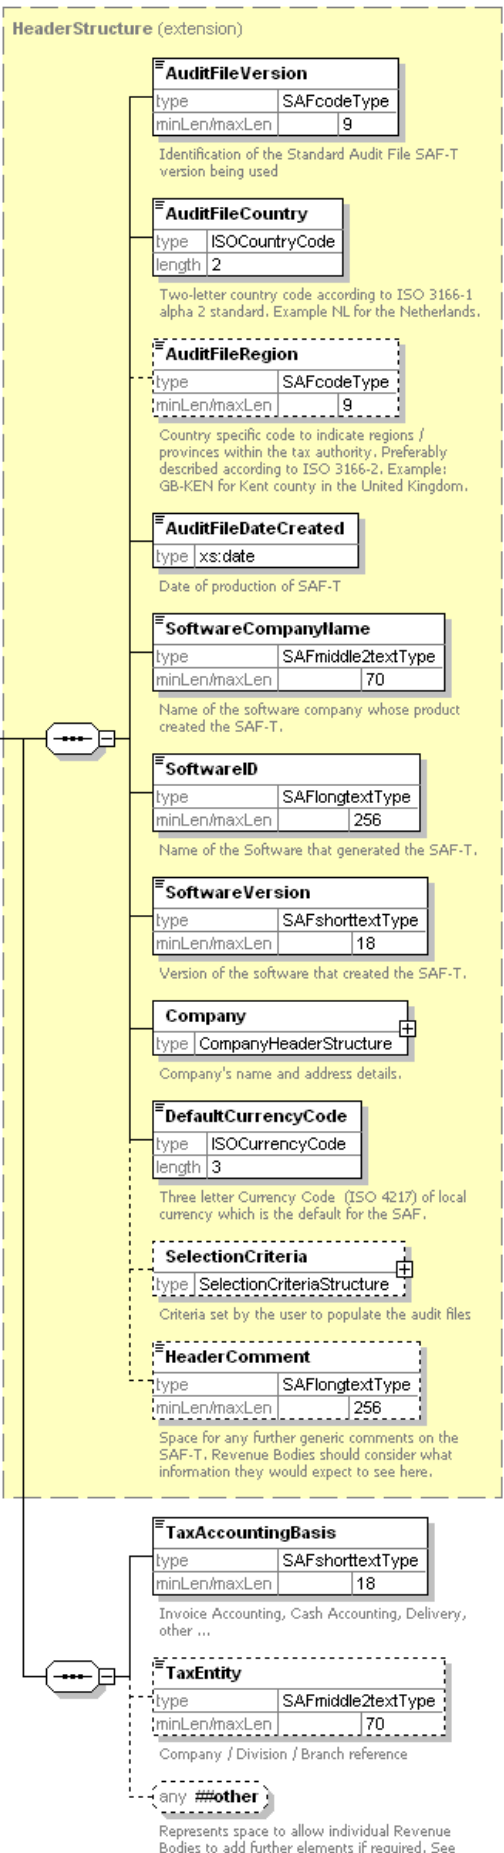 HeaderStructure (extension)
AuditFileVersion
type SAFcodeType
minLen/maxLen 9
Identification of the Standard Audit File SAF-T
version being used
AuditFileCountry
type ISOCountryCode
length 2
Two-letter country code according to ISO 3166-1
alpha 2 standard. Example NL for the Netherlands.
AuditFileRegion
type SAFcodeType
minLen/maxLen 9
Country specific code to indicate regions /
provinces within the tax authority. Preferably
described according to ISO 3166-2. Example:
GB-KEN for Kent county in the United Kingdom.
AuditFileDateCreated
type xs:date
Date of production of SAF-T
SoftwareCompanyName
type SAFmiddle2textType
minLen/maxLen 70
Name of the software company whose product
created the SAF-T.
SoftwareID
type SAFlongtextType
minLen/maxLen 256
Name of the Software that generated the SAF-T.
SoftwareVersion
type SAFshorttextType
minLen/maxLen 18
Version of the software that created the SAF-T.
Company
type CompanyHeaderStructure
Company's name and address details.
DefaultCurrencyCode
type ISOCurrencyCode
length 3
Three letter Currency Code (ISO 4217) of local
currency which is the default for the SAF.
SelectionCriteria
type SelectionCriteriaStructure
Criteria set by the user to populate the audit files
HeaderComment
type SAFlongtextType
minLen/maxLen 256
Space for any further generic comments on the
SAF-T. Revenue Bodies should consider what
information they would expect to see here.
TaxAccountingBasis
type SAFshorttextType
minLen/maxLen 18
Invoice Accounting, Cash Accounting, Delivery,
other ...
TaxEntity
type SAFmiddle2textType
minLen/maxLen 70
Company / Division / Branch reference
any ##other
Represents space to allow individual Revenue
Bodies to add further elements if required. See